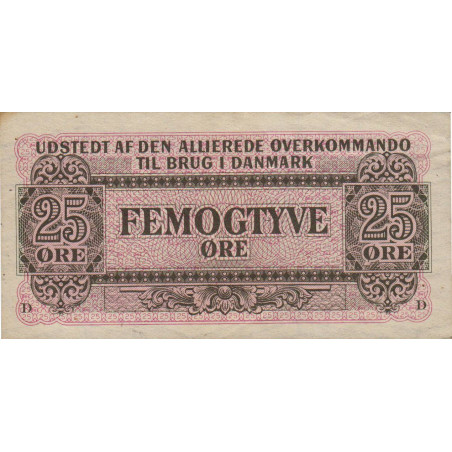 UDSTEDT AF DEN ALLIEREDE OVERKOMMANDO
TIL BRUG I DANMARK
25 ØRE
FEMOGTYVE
ØRE
25 ØRE
D
D